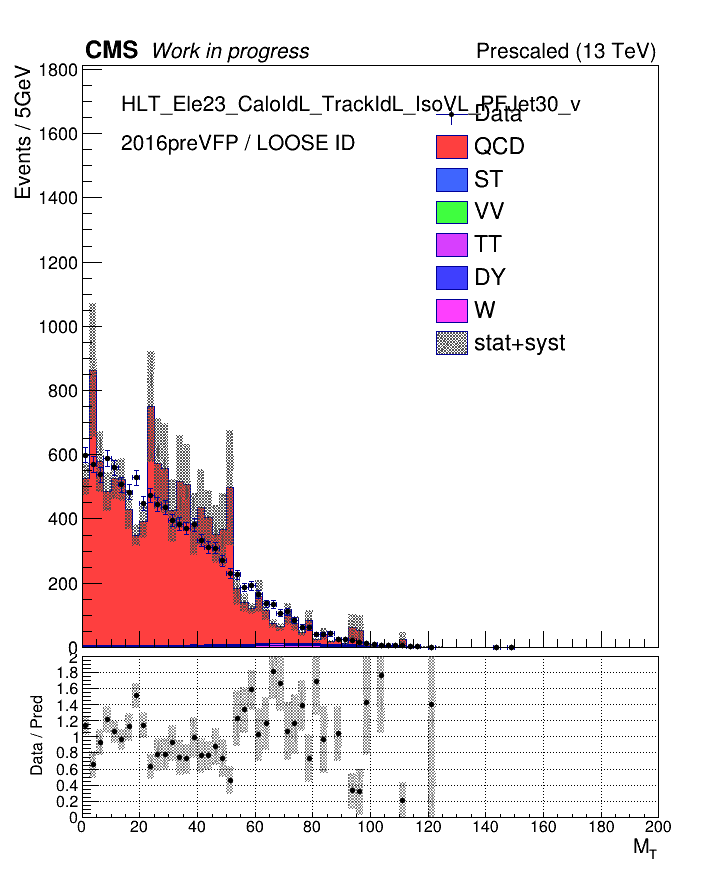 CMS Work in progress Prescaled (13 TeV)
Events / 5GeV
1800
1600
1400
1200
1000
800
600
400
200
0
HLT_Ele23_CaloIdL_TrackIdL_IsoVL_PFJet30_v
2016preVFP / LOOSE ID
Data
QCD
ST
VV
TT
DY
W
stat+syst
Data / Pred
2
1.8
1.6
1.4
1.2
1
0.8
0.6
0.4
0.2
0
0 20 40 60 80 100 120 140 160 180 200
M_T